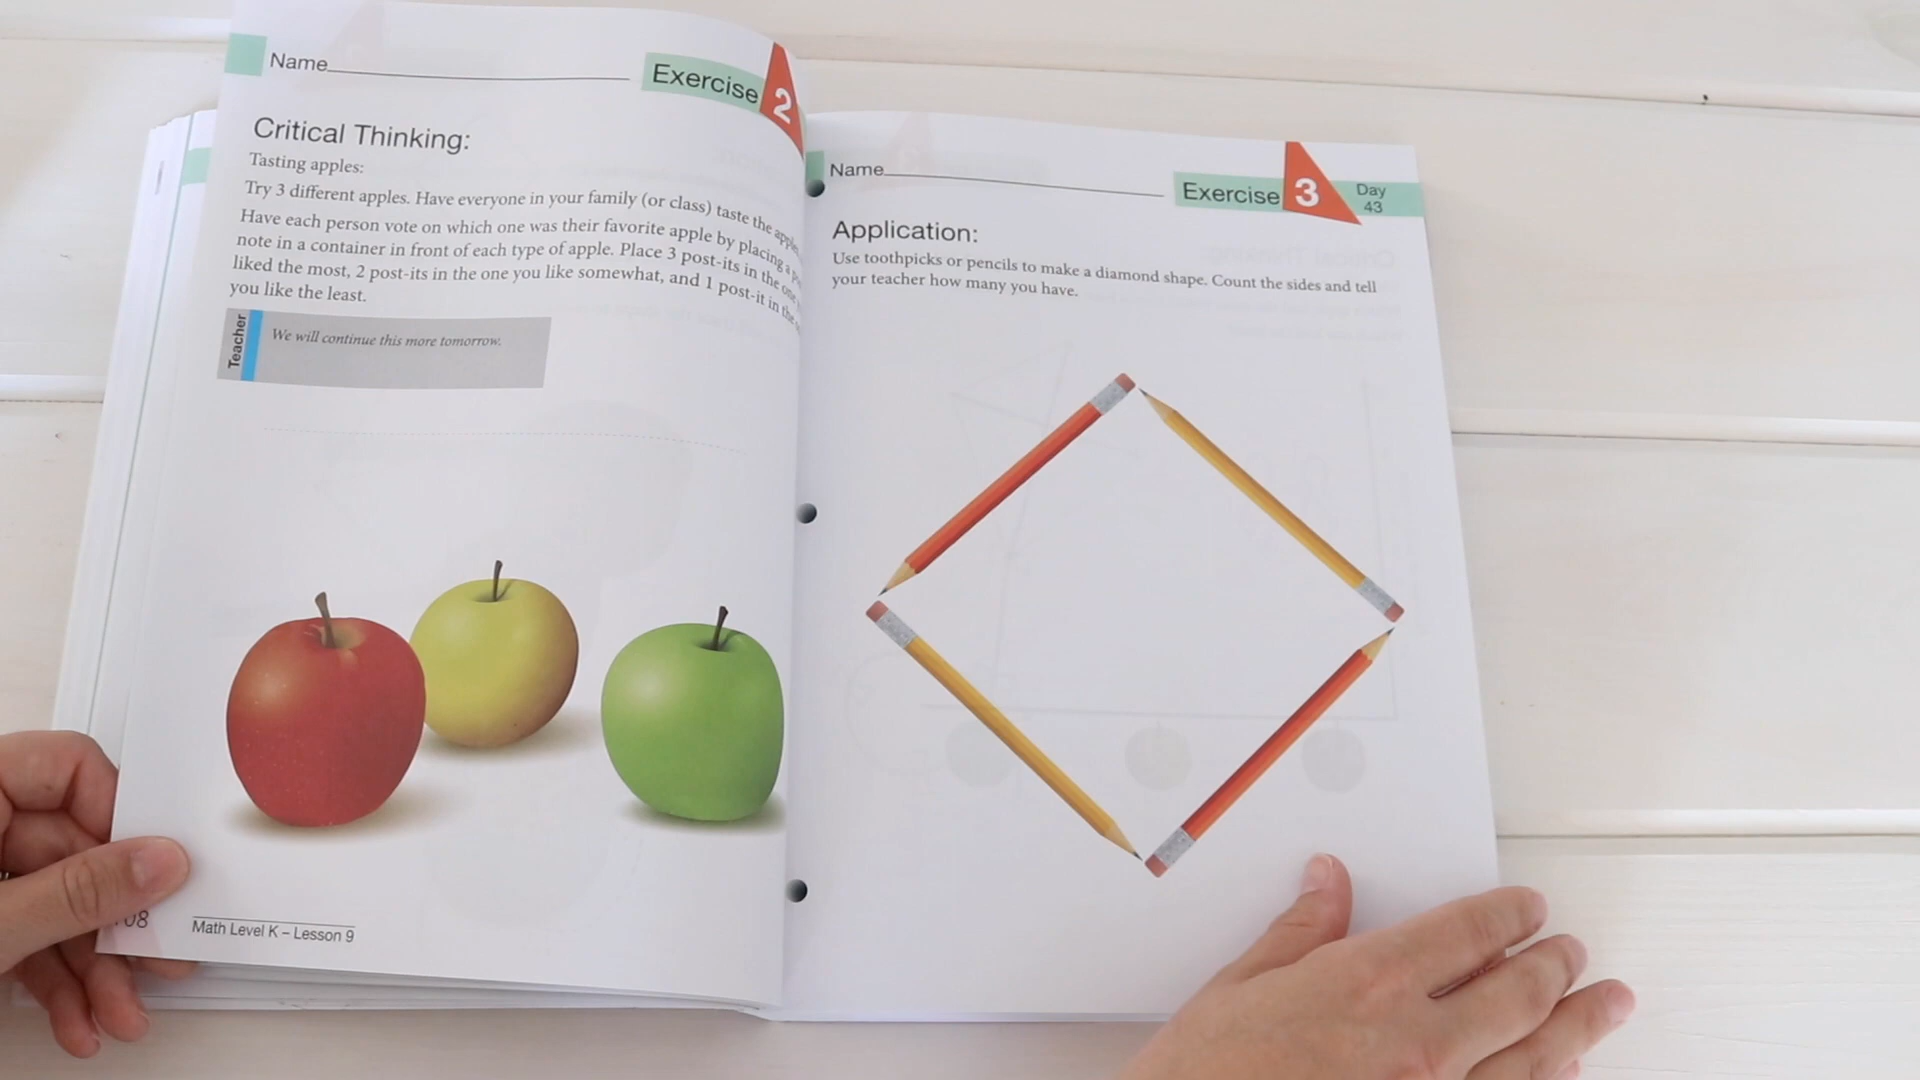 Name
Exercise 2
Critical Thinking:
Tasting apples:
Try 3 different apples. Have everyone in your family (or class) taste the apples
Have each person vote on which one was their favorite apple by placing a
note in a container in front of each type of apple. Place 3 post-its in the one
liked the most, 2 post-its in the one you like somewhat, and 1 post-it in the
you like the least.
Teacher
We will continue this more tomorrow.
Math Level K – Lesson 9
Name
Exercise 3
Day
43
Application:
Use toothpicks or pencils to make a diamond shape. Count the sides and tell
your teacher how many you have.